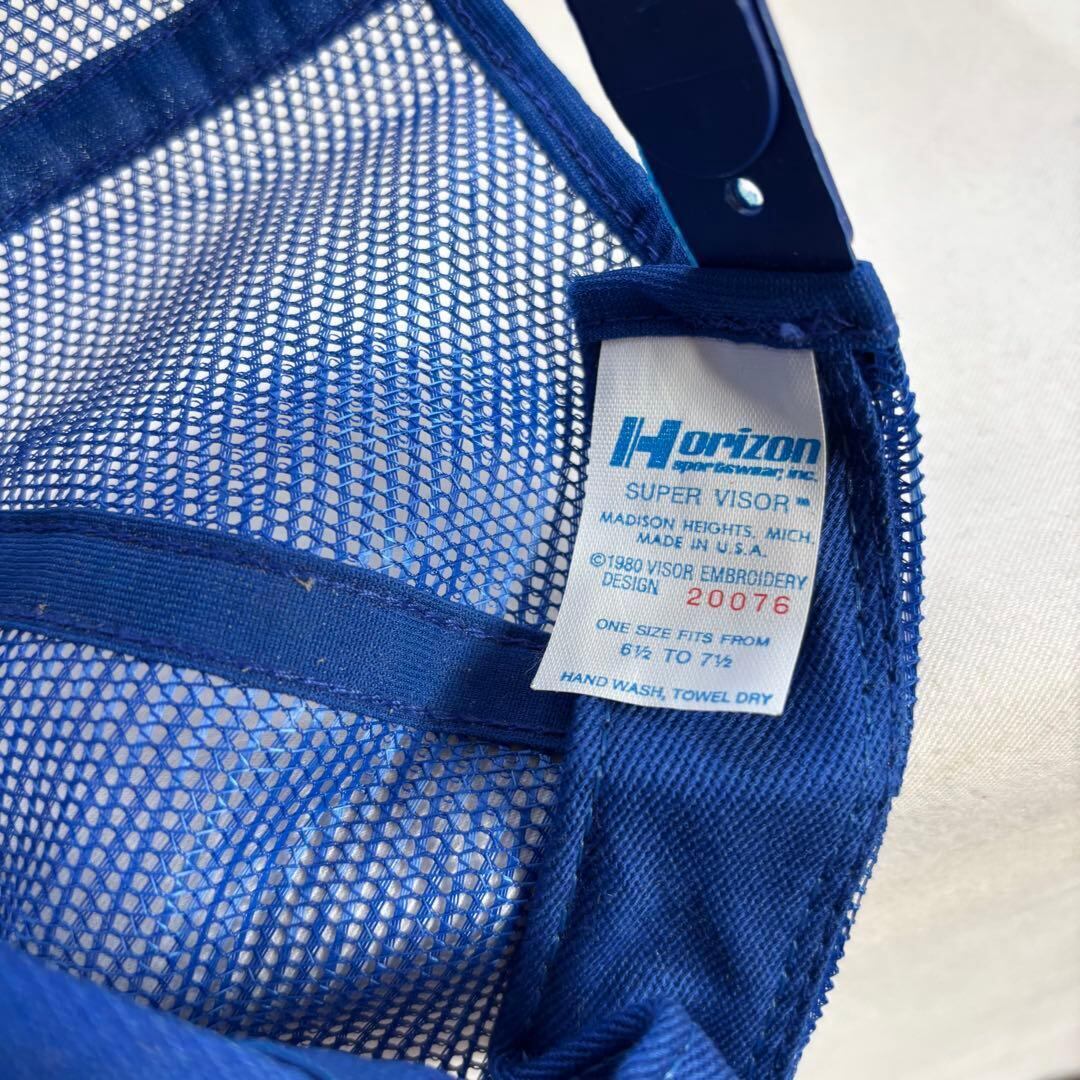 Horizon
sportswear, inc.
SUPER VISOR™
MADISON HEIGHTS, MICH.
MADE IN U.S.A.
©1980 VISOR EMBROIDERY
DESIGN 20076
ONE SIZE FITS FROM
6½ TO 7½
HAND WASH, TOWEL DRY